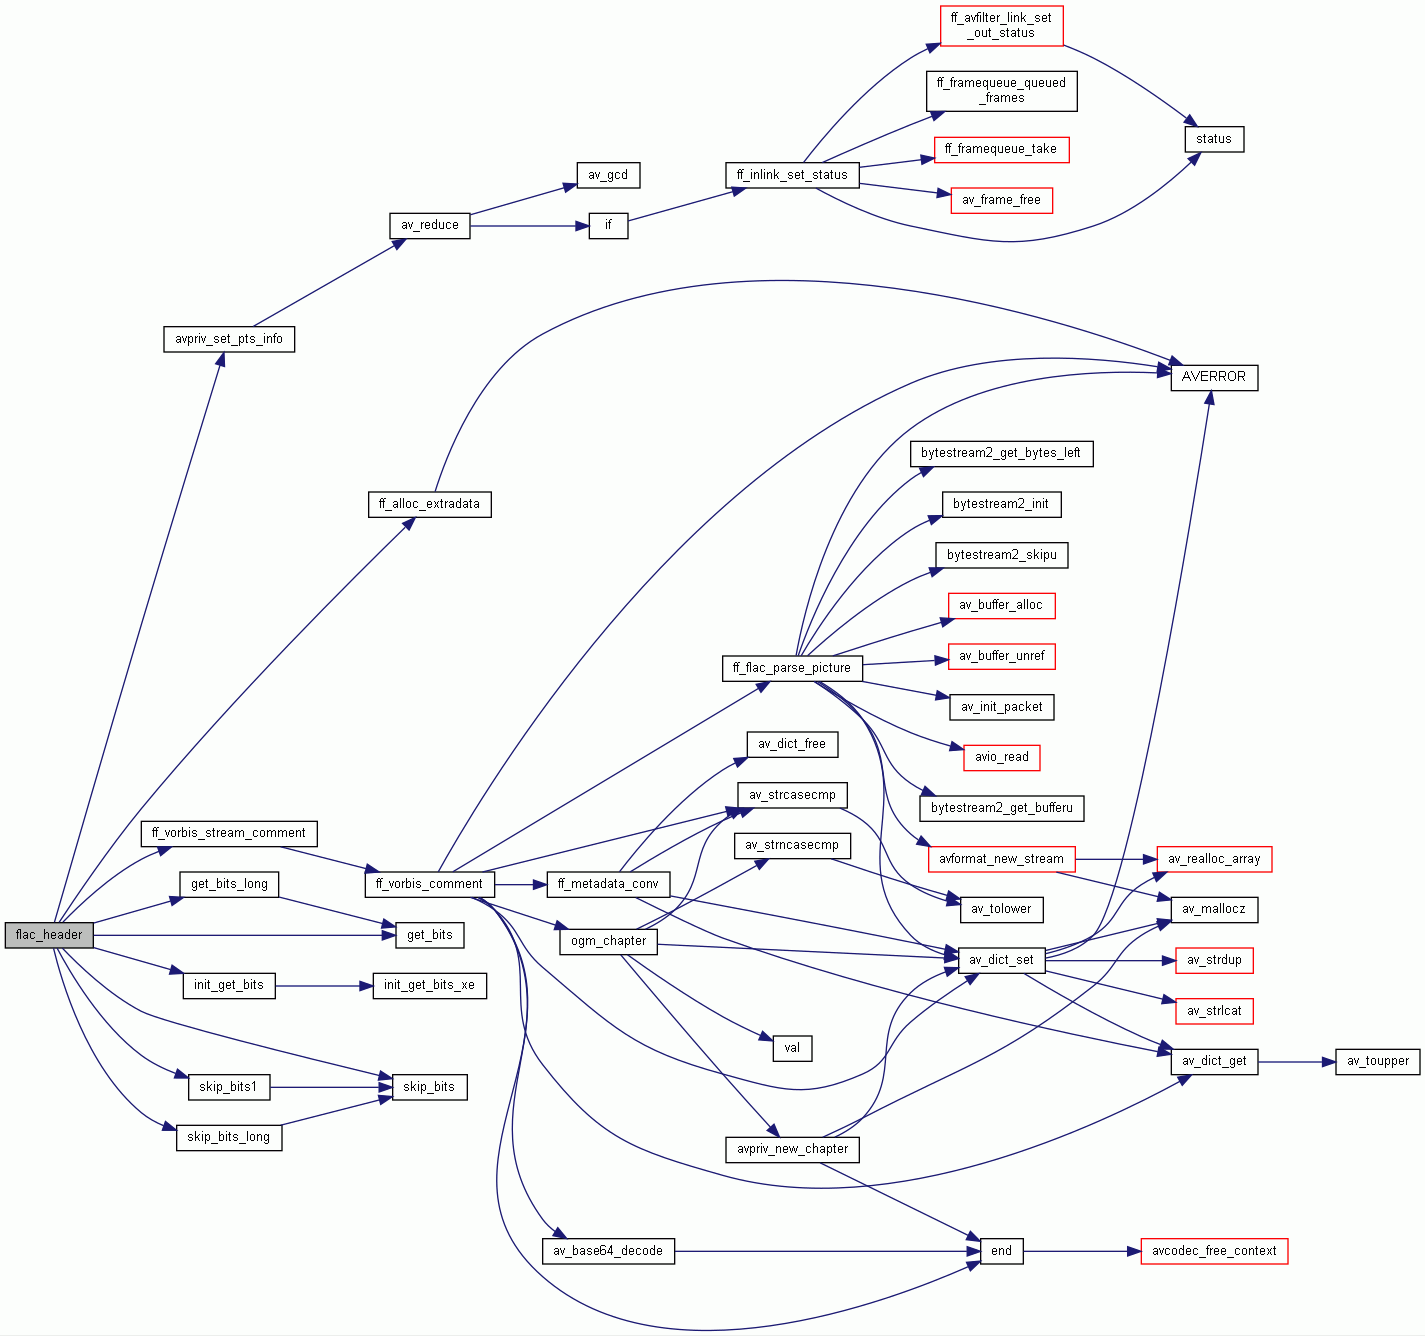 ff_avfilter_link_set
_out_status
ff_framequeue_queued
_frames
status
ff_framequeue_take
av_gcd
ff_inlink_set_status
av_frame_free
av_reduce
if
avpriv_set_pts_info
AVERROR
bytestream2_get_bytes_left
ff_alloc_extradata
bytestream2_init
bytestream2_skipu
av_buffer_alloc
av_buffer_unref
ff_flac_parse_picture
av_init_packet
av_dict_free
avio_read
av_strcasecmp
bytestream2_get_bufferu
ff_vorbis_stream_comment
av_strncasecmp
avformat_new_stream
av_realloc_array
get_bits_long
ff_vorbis_comment
ff_metadata_conv
av_tolower
av_mallocz
flac_header
get_bits
ogm_chapter
av_dict_set
av_strdup
init_get_bits
init_get_bits_xe
av_strlcat
val
av_dict_get
av_toupper
skip_bits1
skip_bits
skip_bits_long
avpriv_new_chapter
av_base64_decode
end
avcodec_free_context